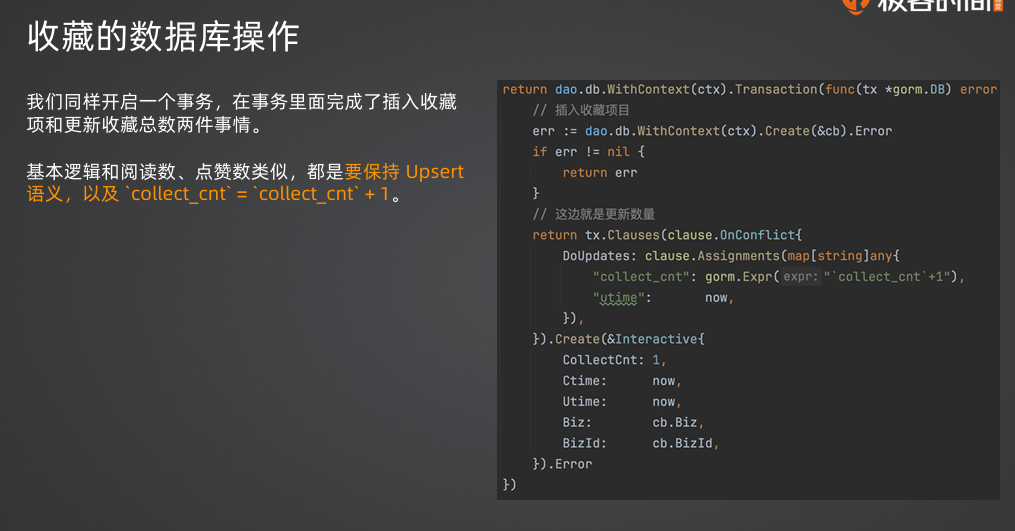 极客时间
收藏的数据库操作
我们同样开启一个事务，在事务里面完成了插入收藏
项和更新收藏总数两件事情。
基本逻辑和阅读数、点赞数类似，都是要保持 Upsert
语义，以及 `collect_cnt` = `collect_cnt` + 1。
return dao.db.WithContext(ctx).Transaction(func(tx *gorm.DB) error
// 插入收藏项目
err := dao.db.WithContext(ctx).Create(&cb).Error
if err != nil {
return err
}
// 这边就是更新数量
return tx.Clauses(clause.OnConflict{
DoUpdates: clause.Assignments(map[string]any{
"collect_cnt": gorm.Expr( expr: "`collect_cnt`+1"),
"utime": now,
}),
}).Create(&Interactive{
CollectCnt: 1,
Ctime: now,
Utime: now,
Biz: cb.Biz,
BizId: cb.BizId,
}).Error
})